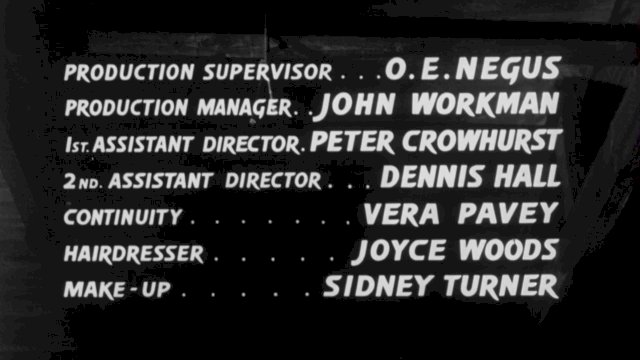 PRODUCTION SUPERVISOR . . . O.E.NEGUS
PRODUCTION MANAGER. . JOHN WORKMAN
1ST. ASSISTANT DIRECTOR. PETER CROWHURST
2ND. ASSISTANT DIRECTOR . . . DENNIS HALL
CONTINUITY . . . . . . . VERA PAVEY
HAIRDRESSER . . . . . JOYCE WOODS
MAKE-UP . . . . . SIDNEY TURNER